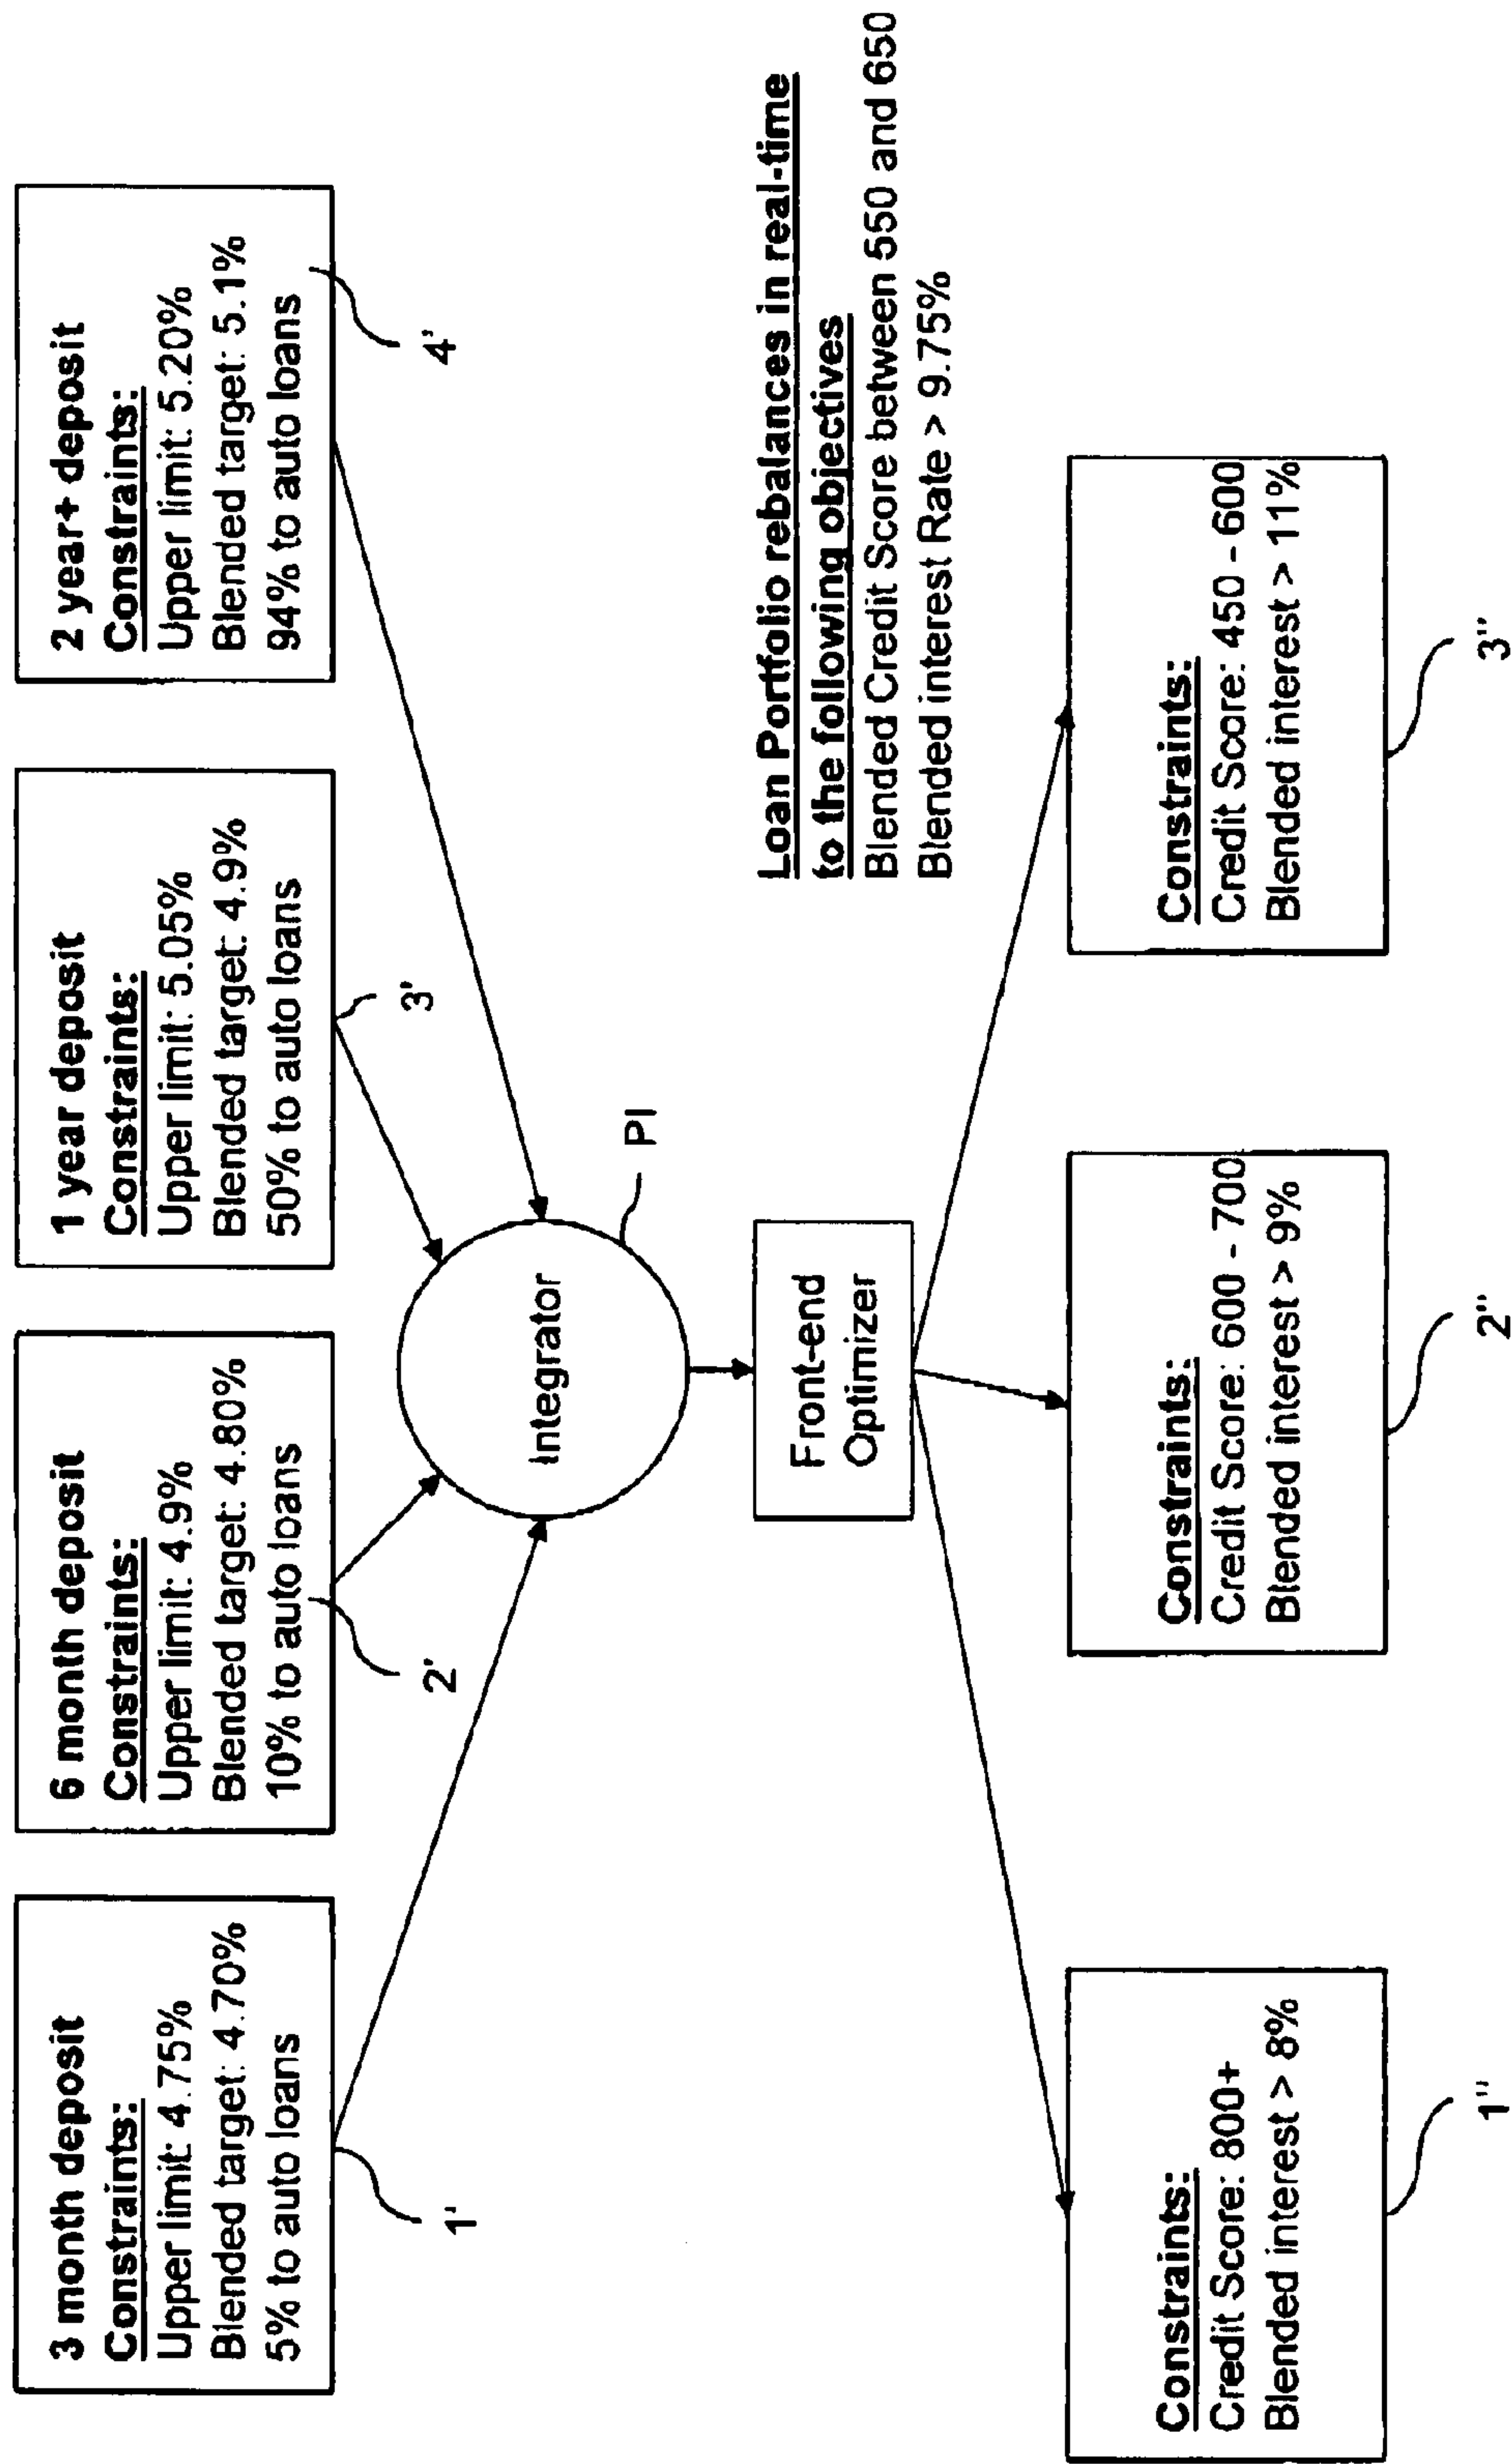 3 month deposit
Constraints:
Upper limit: 4.75%
Blended target: 4.70%
5% to auto loans
1'
6 month deposit
Constraints:
Upper limit: 4.9%
Blended target: 4.80%
10% to auto loans
2'
1 year deposit
Constraints:
Upper limit: 5.05%
Blended target: 4.9%
50% to auto loans
3'
2 year+ deposit
Constraints:
Upper limit: 5.20%
Blended target: 5.1%
94% to auto loans
4'
Integrator
PI
Front-end
Optimizer
Loan Portfolio rebalances in real-time
to the following objectives
Blended Credit Score between 550 and 650
Blended interest Rate > 9.75%
Constraints:
Credit Score: 800+
Blended interest > 8%
1"
Constraints:
Credit Score: 600 - 700
Blended interest > 9%
2"
Constraints:
Credit Score: 450 - 600
Blended interest > 11%
3"